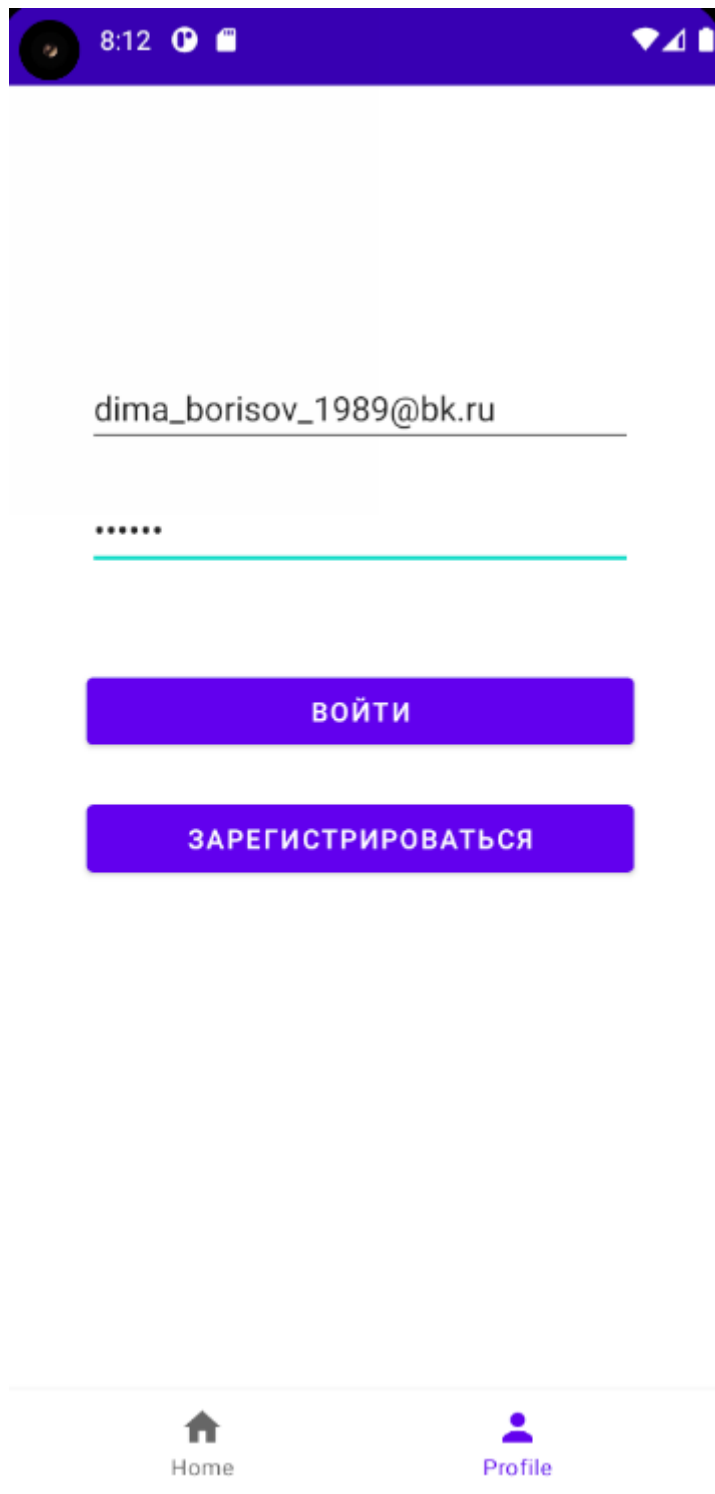 8:12
dima_borisov_1989@bk.ru
••••••
ВОЙТИ
ЗАРЕГИСТРИРОВАТЬСЯ
Home
Profile